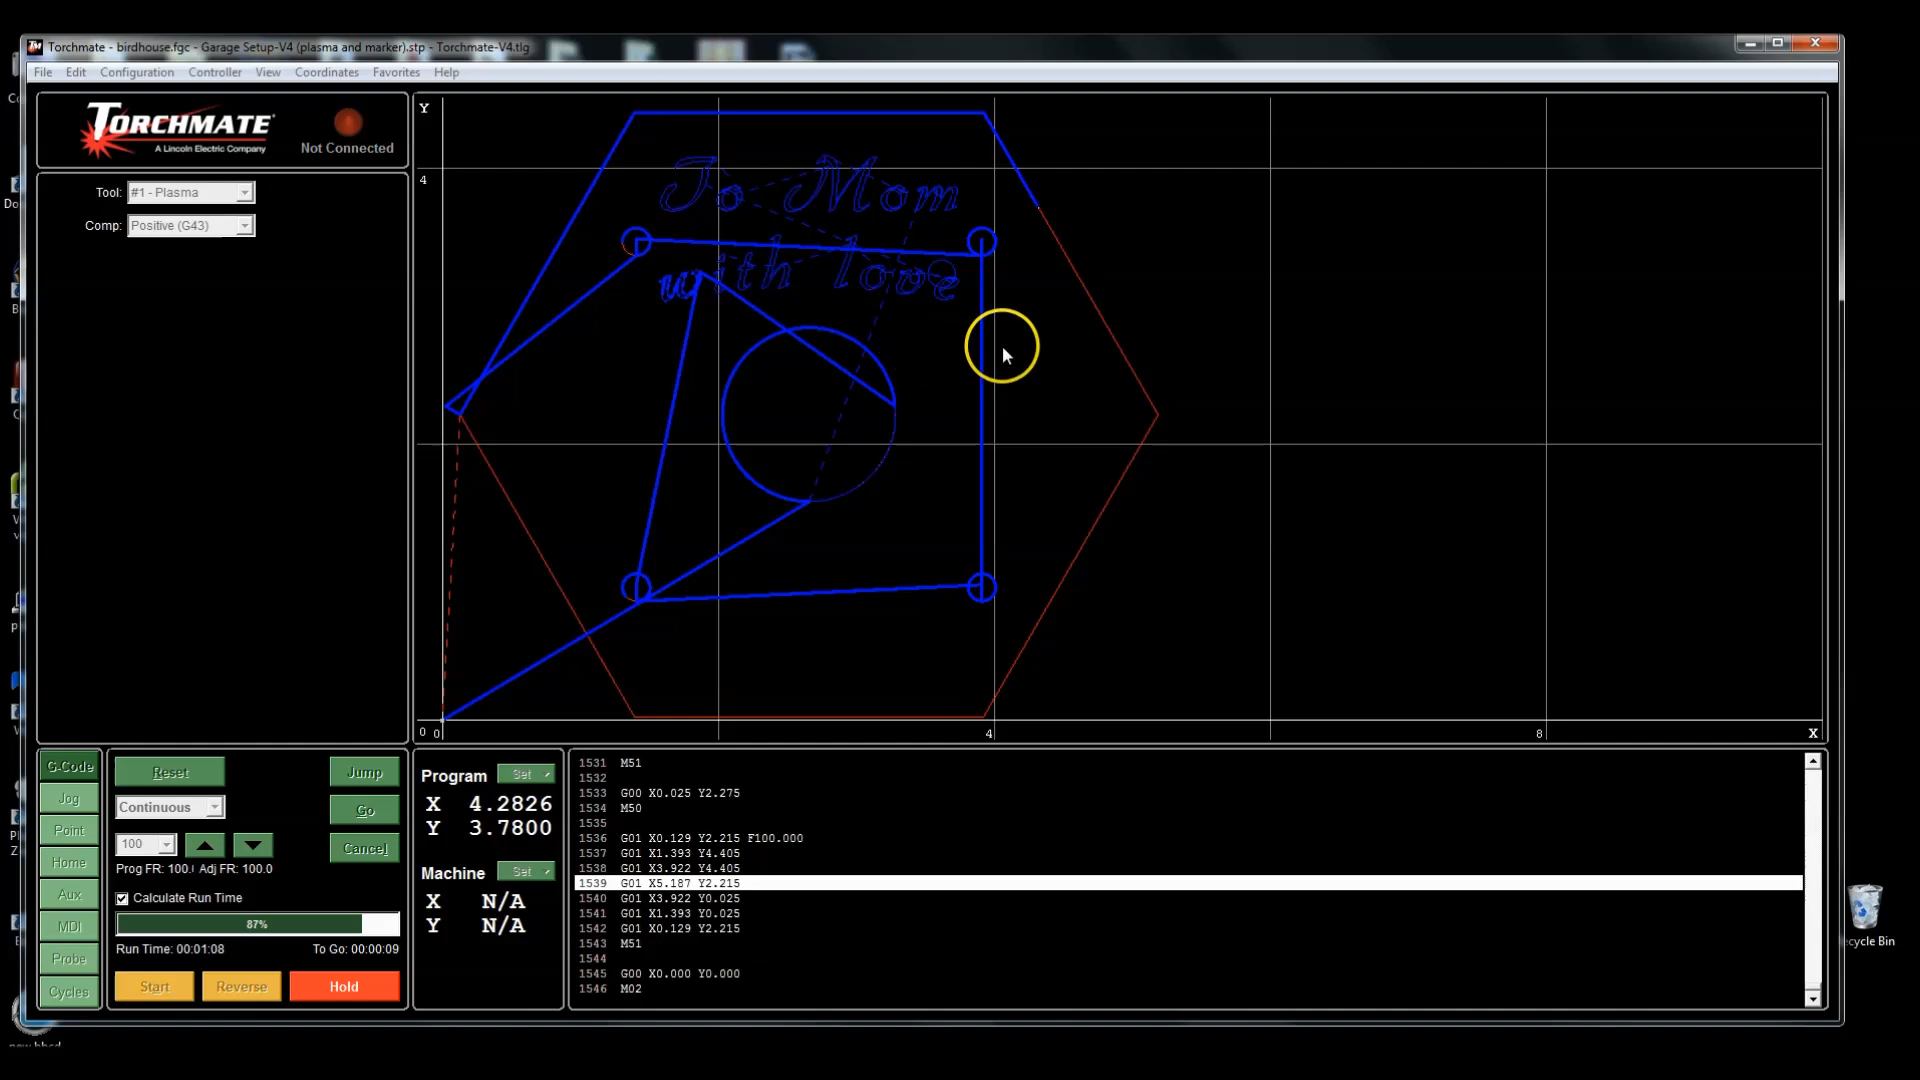 Torchmate - birdhouse.fgc - Garage Setup-V4 (plasma and marker).stp - Torchmate-V4.tlg
File Edit Configuration Controller View Coordinates Favorites Help
TORCHMATE
A Lincoln Electric Company
Not Connected
Tool: #1 - Plasma
Comp: Positive (G43)
Y
4
To Mom
with love
0 0 4 8 X
G-Code
Jog
Point
Home
Aux
MDI
Probe
Cycles
Reset Jump
Continuous Go
100 Cancel
Prog FR: 100.0 Adj FR: 100.0
Calculate Run Time
87%
Run Time: 00:01:08 To Go: 00:00:09
Start Reverse Hold
Program Set
X 4.2826
Y 3.7800
Machine Set
X N/A
Y N/A
1531 M51
1532
1533 G00 X0.025 Y2.275
1534 M50
1535
1536 G01 X0.129 Y2.215 F100.000
1537 G01 X1.393 Y4.405
1538 G01 X3.922 Y4.405
1539 G01 X5.187 Y2.215
1540 G01 X3.922 Y0.025
1541 G01 X1.393 Y0.025
1542 G01 X0.129 Y2.215
1543 M51
1544
1545 G00 X0.000 Y0.000
1546 M02
ecycle Bin